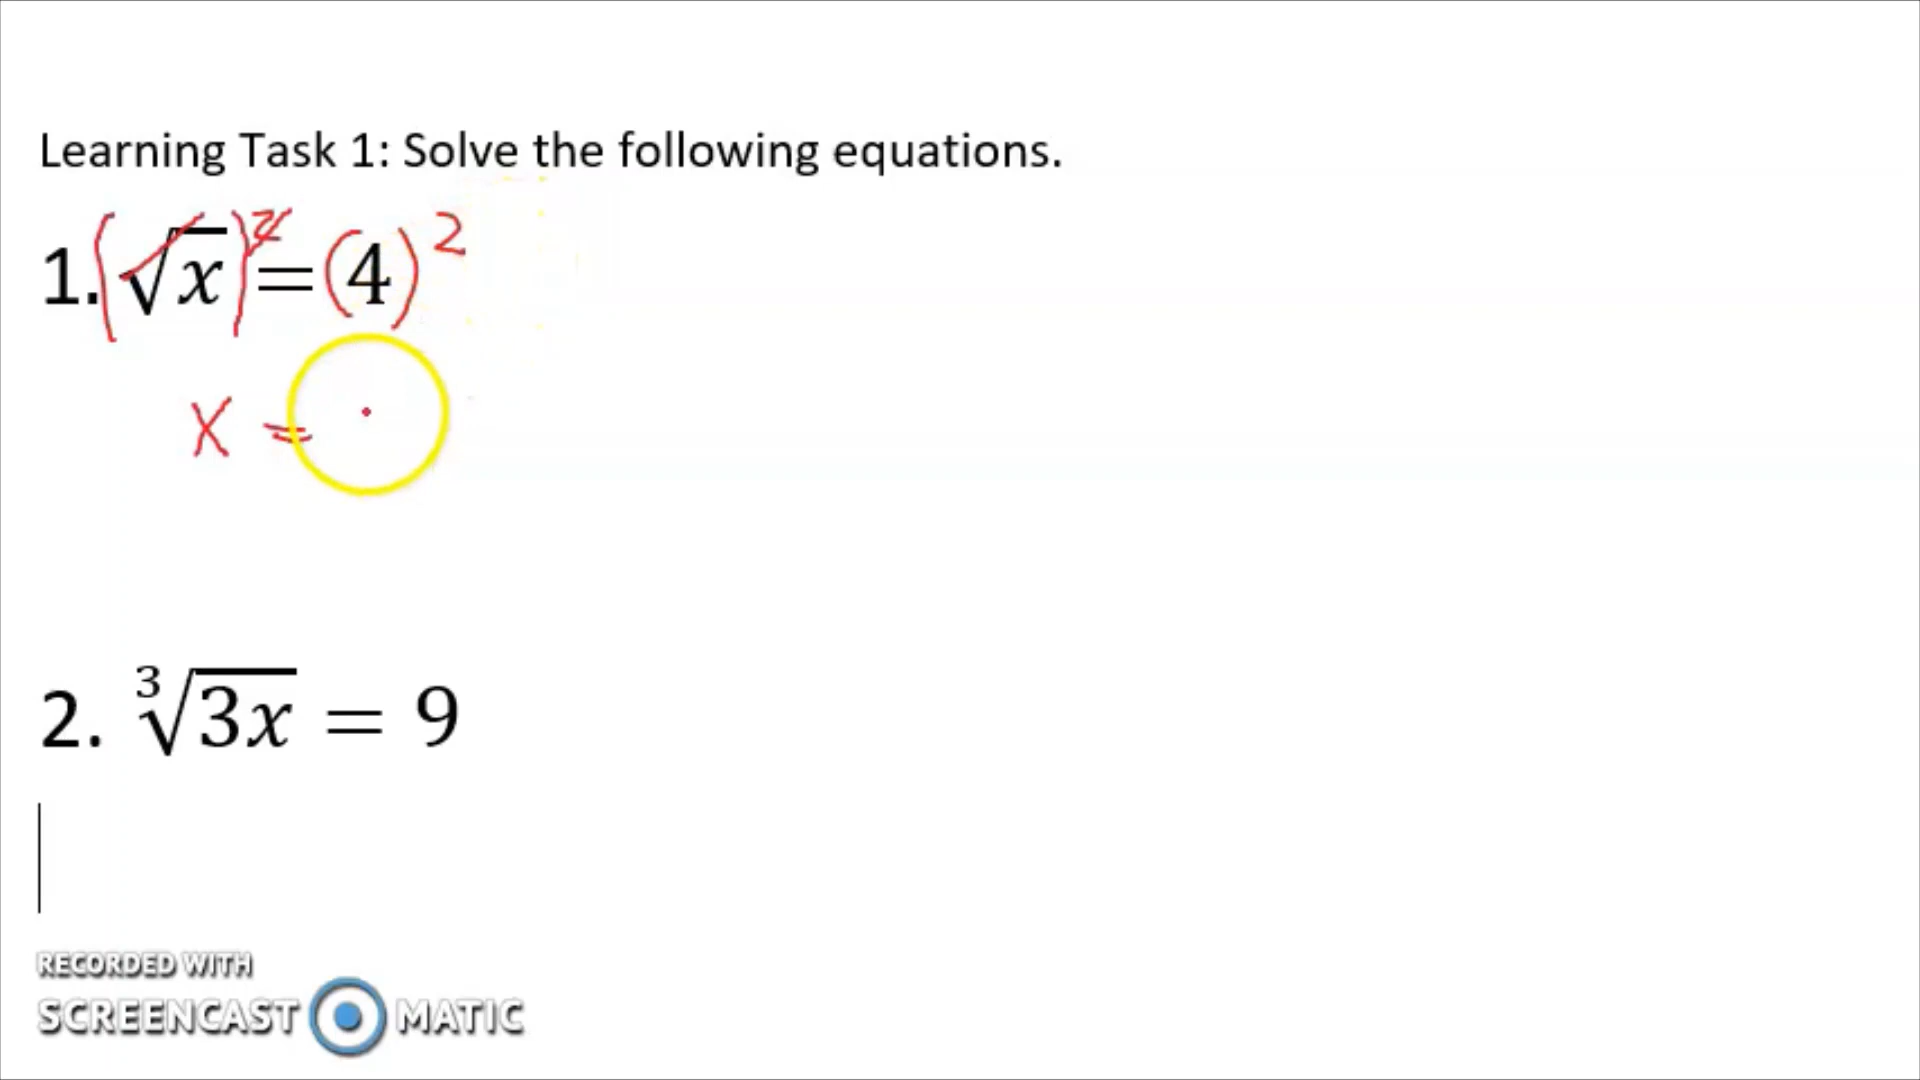 Learning Task 1: Solve the following equations.
1. (√x)² = (4)²
x =
2. ∛3x = 9
RECORDED WITH
SCREENCAST MATIC